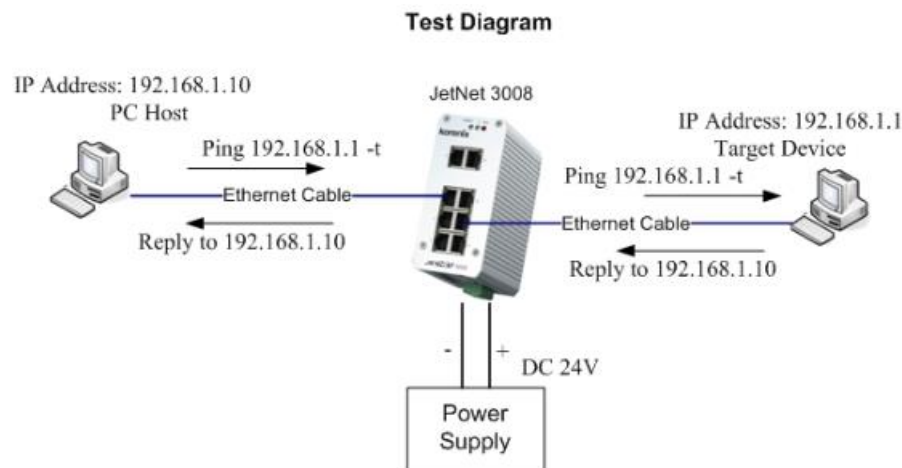 Test Diagram
IP Address: 192.168.1.10
PC Host
JetNet 3008
IP Address: 192.168.1.1
Target Device
Ping 192.168.1.1 -t
Ethernet Cable
Reply to 192.168.1.10
korenix
Ping 192.168.1.1 -t
Ethernet Cable
Reply to 192.168.1.10
- +
DC 24V
Power
Supply